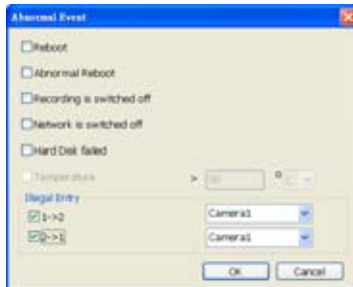 Abnormal Event
Reboot
Abnormal Reboot
Recording is switched off
Network is switched off
Hard Disk failed
Temperature > ° C
Illegal Entry
1->2 Camera1
2->1 Camera1
OK Cancel